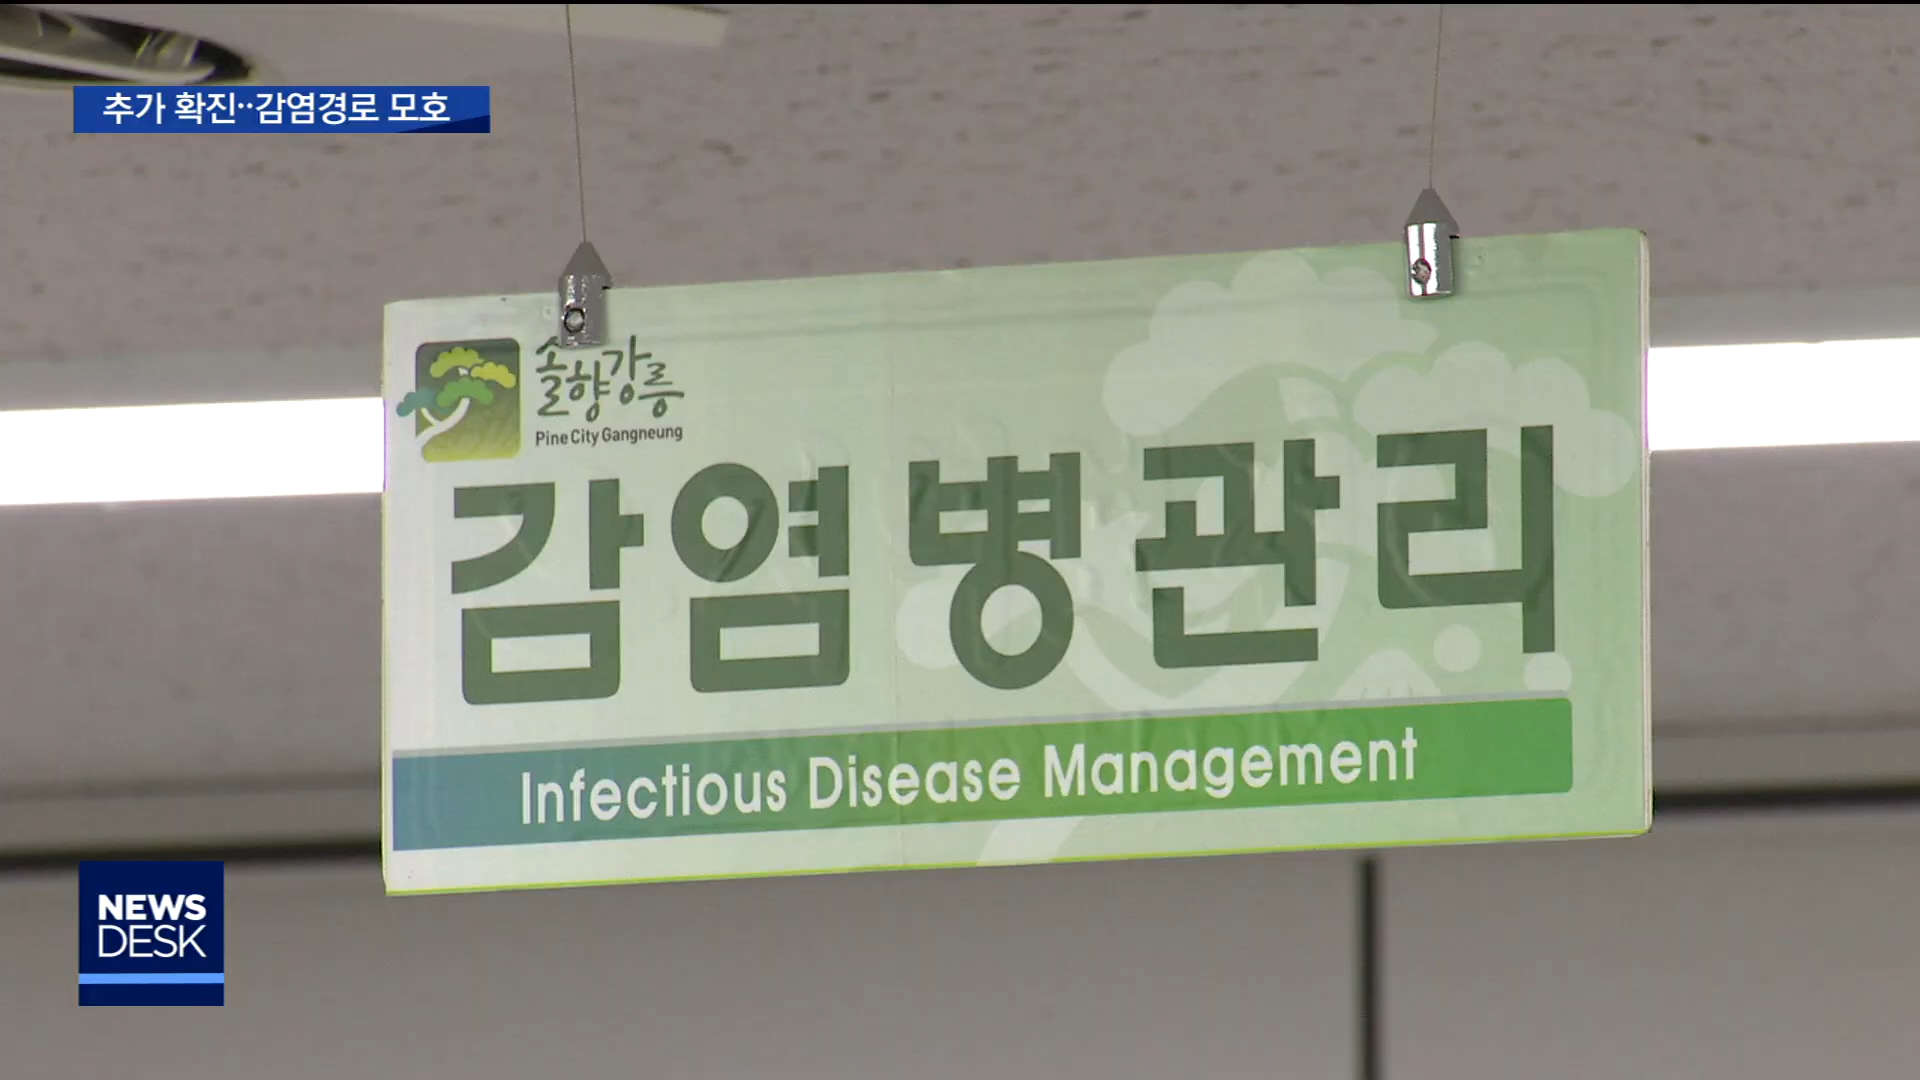 추가 확진··감염경로 모호
솔향강릉
Pine City Gangneung
감염병관리
Infectious Disease Management
NEWS
DESK